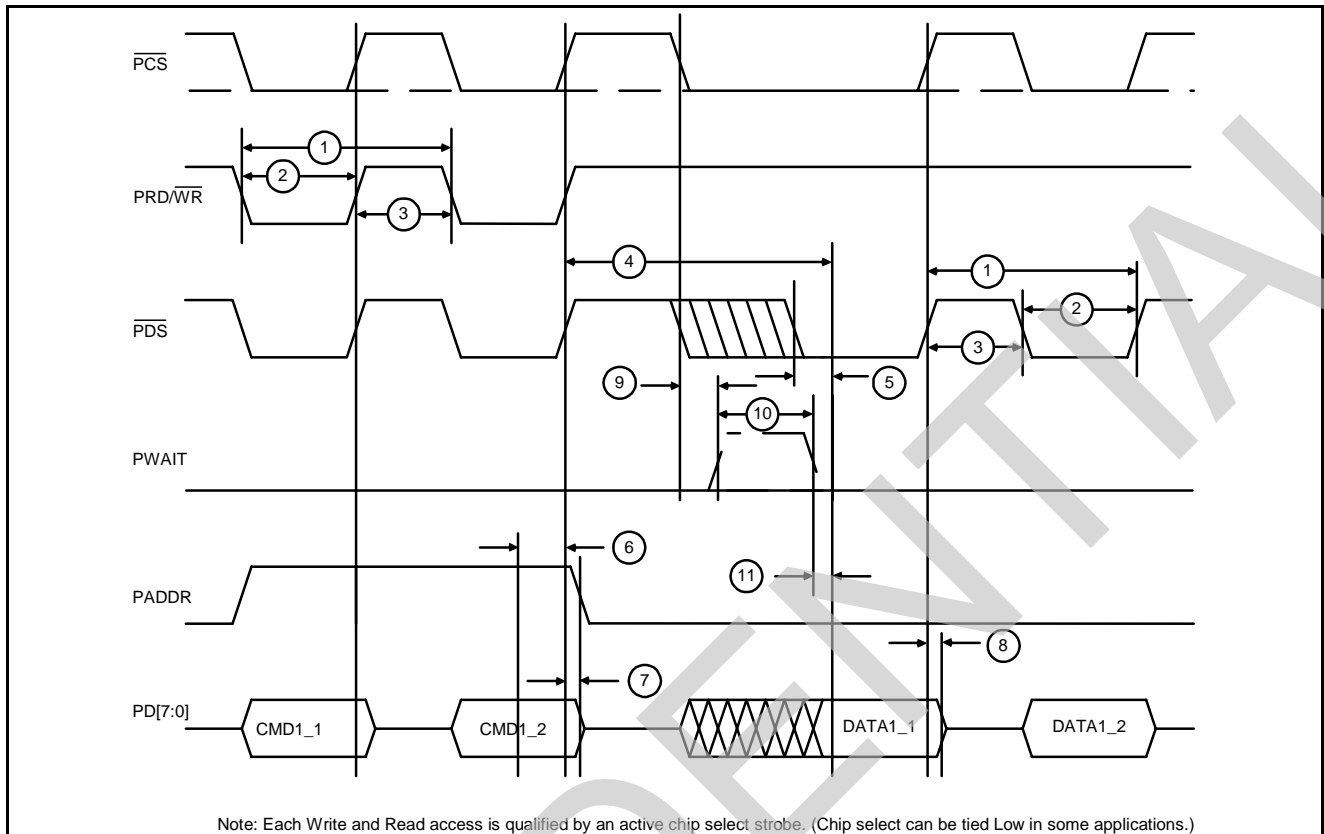 PCS
1
2
PRD/WR
3
4
1
PDS
2
3
9
5
10
PWAIT
6
11
PADDR
8
7
PD[7:0]
CMD1_1
CMD1_2
DATA1_1
DATA1_2
Note: Each Write and Read access is qualified by an active chip select strobe. (Chip select can be tied Low in some applications.)
DENTIAL